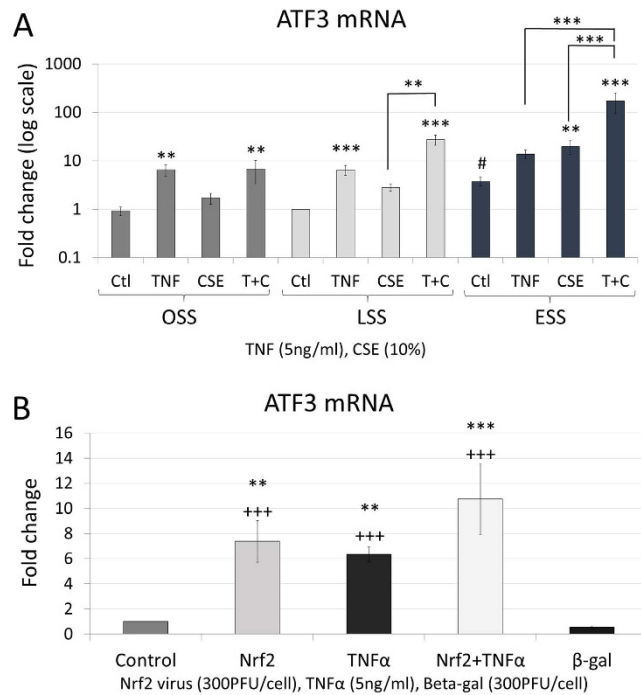 A
ATF3 mRNA
Fold change (log scale)
1000
100
10
1
0.1
**
**
***
**
***
#
**
***
***
***
Ctl TNF CSE T+C Ctl TNF CSE T+C Ctl TNF CSE T+C
OSS LSS ESS
TNF (5ng/ml), CSE (10%)
B
ATF3 mRNA
Fold change
16
14
12
10
8
6
4
2
0
**
+++
**
+++
***
+++
Control Nrf2 TNFα Nrf2+TNFα β-gal
Nrf2 virus (300PFU/cell), TNFα (5ng/ml), Beta-gal (300PFU/cell)